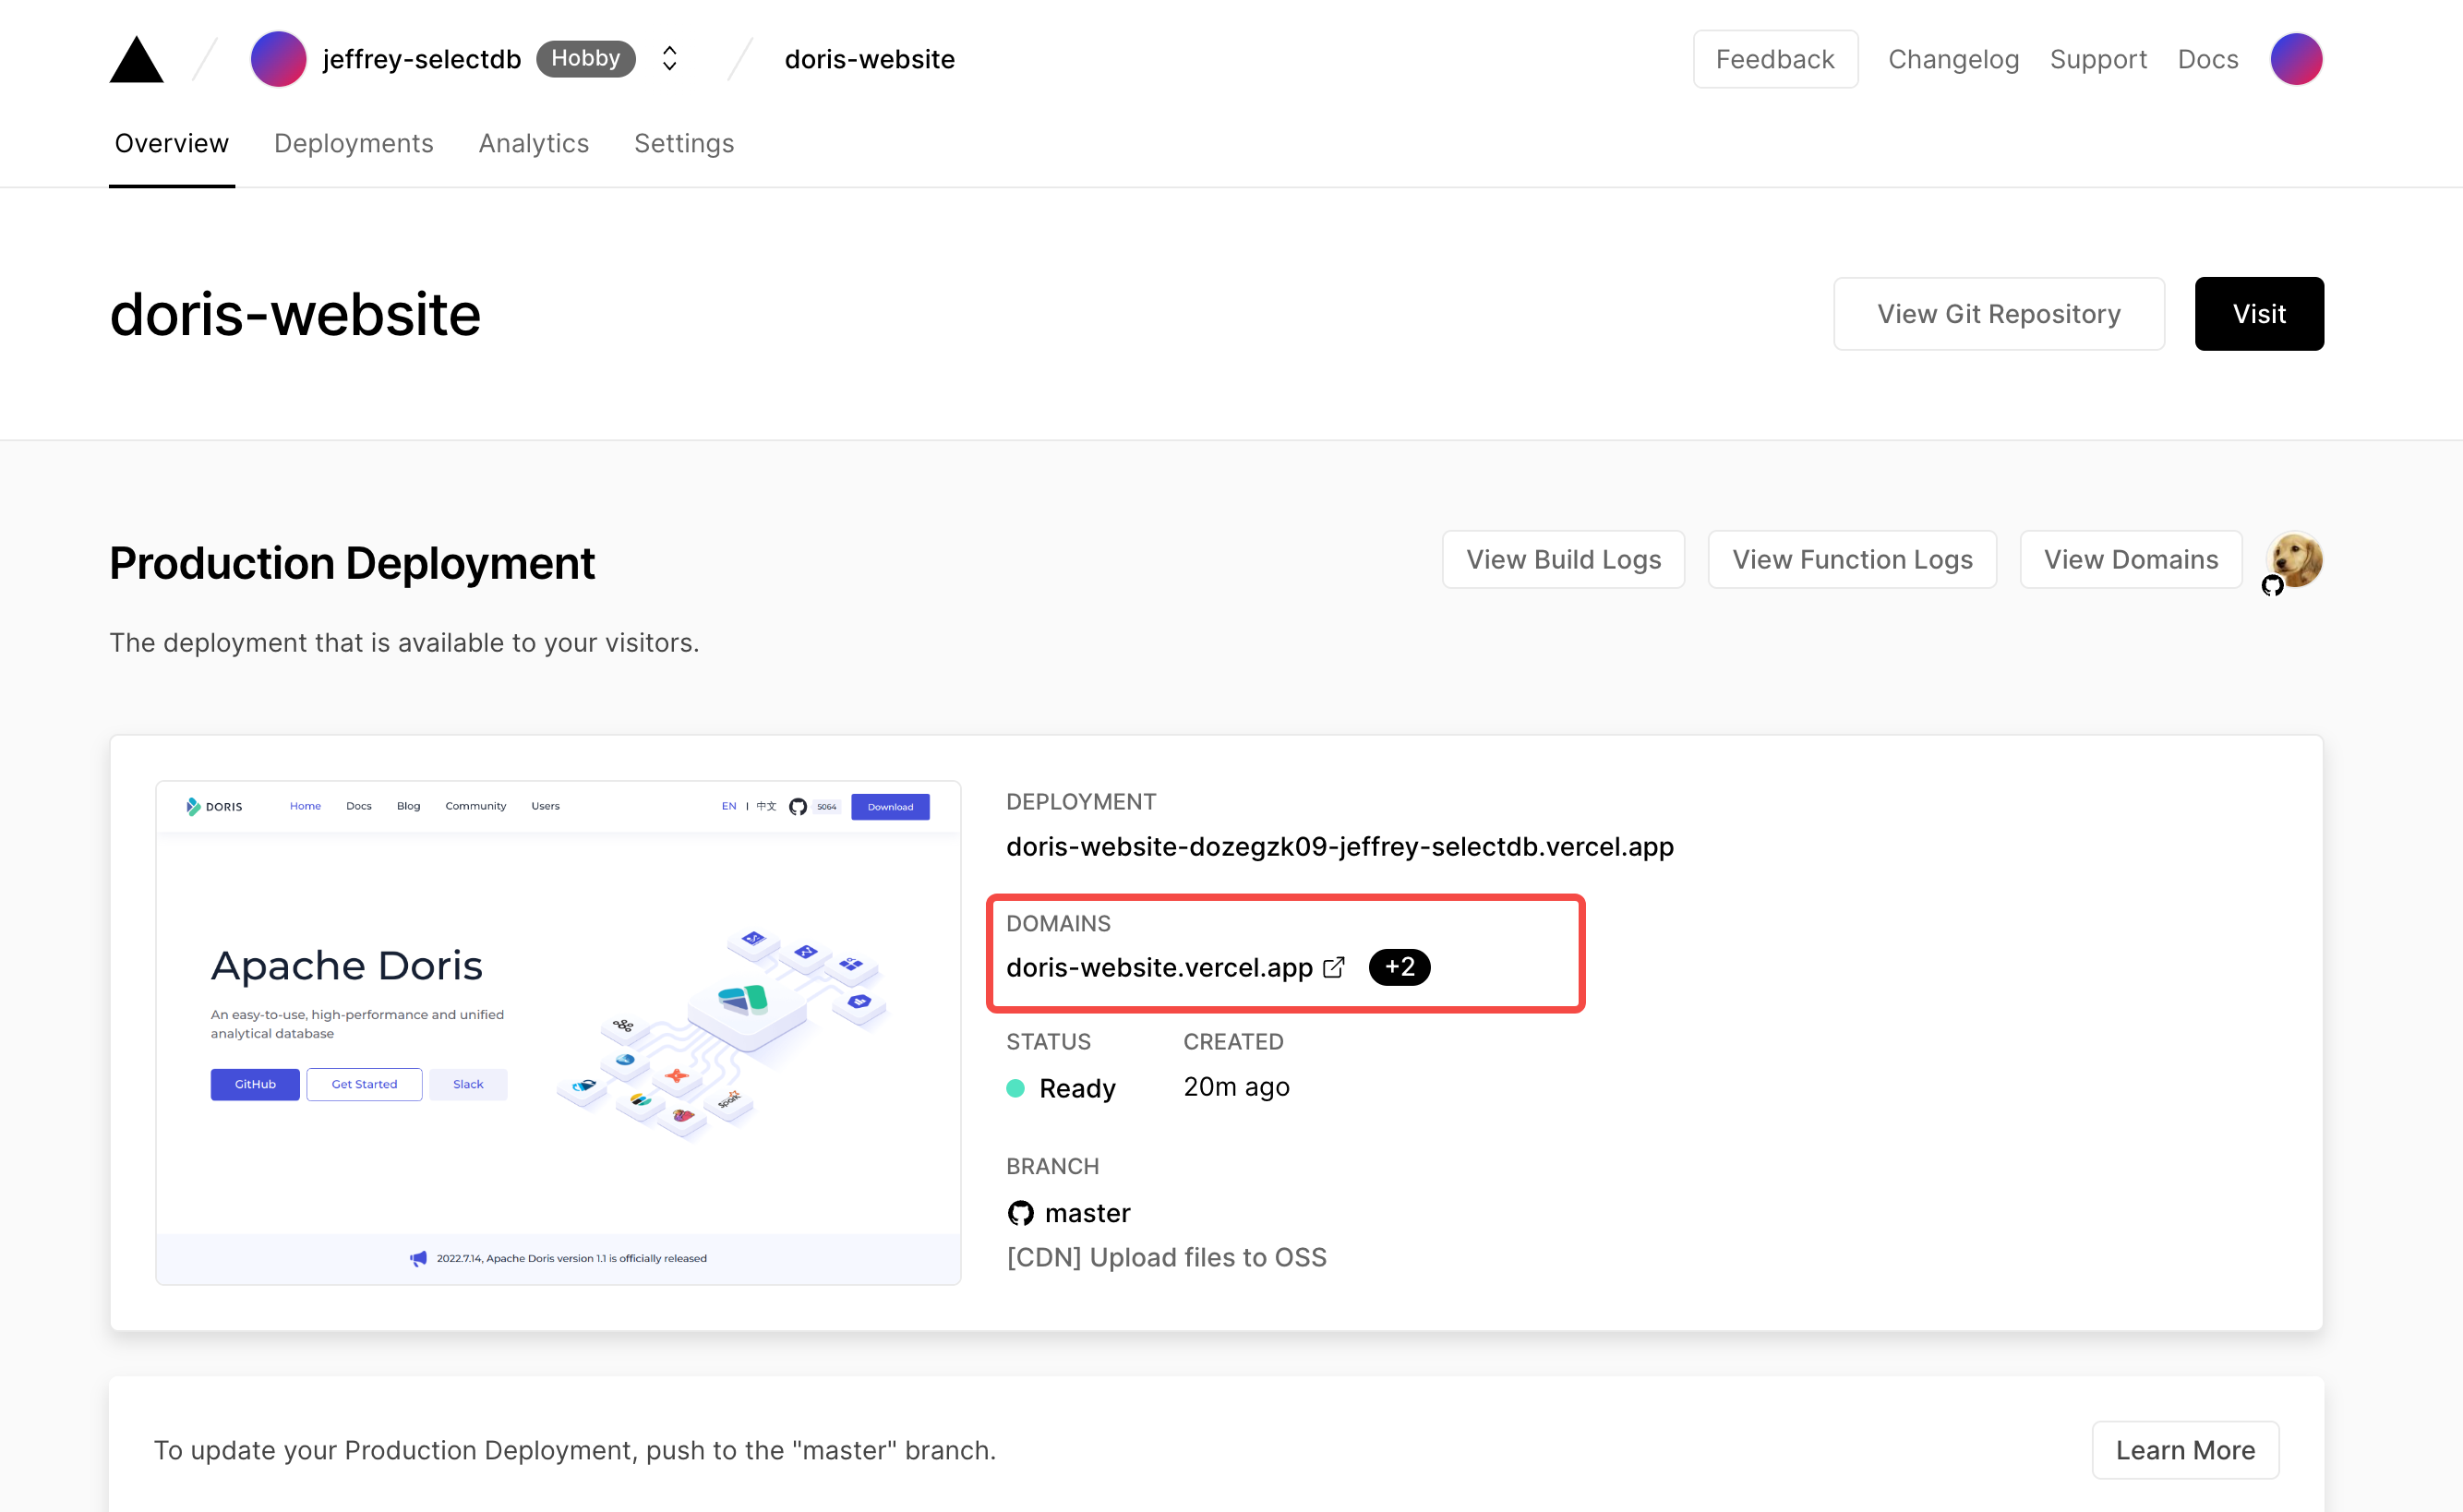 jeffrey-selectdb Hobby doris-website Feedback Changelog Support Docs
Overview Deployments Analytics Settings
doris-website View Git Repository Visit
Production Deployment View Build Logs View Function Logs View Domains
The deployment that is available to your visitors.
DORIS Home Docs Blog Community Users EN | 中文 5064 Download
Apache Doris
An easy-to-use, high-performance and unified
analytical database
GitHub Get Started Slack
Spark
2022.7.14, Apache Doris version 1.1 is officially released
DEPLOYMENT
doris-website-dozegzk09-jeffrey-selectdb.vercel.app
DOMAINS
doris-website.vercel.app +2
STATUS CREATED
Ready 20m ago
BRANCH
master
[CDN] Upload files to OSS
To update your Production Deployment, push to the "master" branch. Learn More